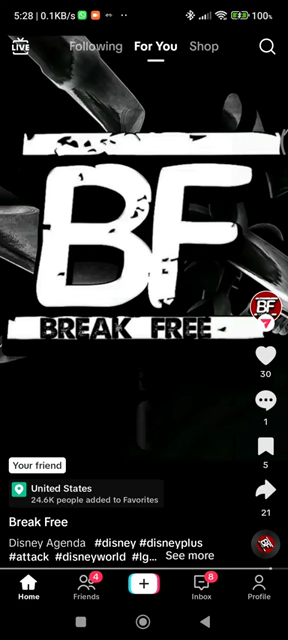 5:28 | 0.1KB/s
100%
LIVE
Following For You Shop
BF
BREAK FREE
BF
30
1
5
21
Your friend
United States
24.6K people added to Favorites
Break Free
Disney Agenda #disney #disneyplus
#attack #disneyworld #lg... See more
4
8
Home Friends Inbox Profile